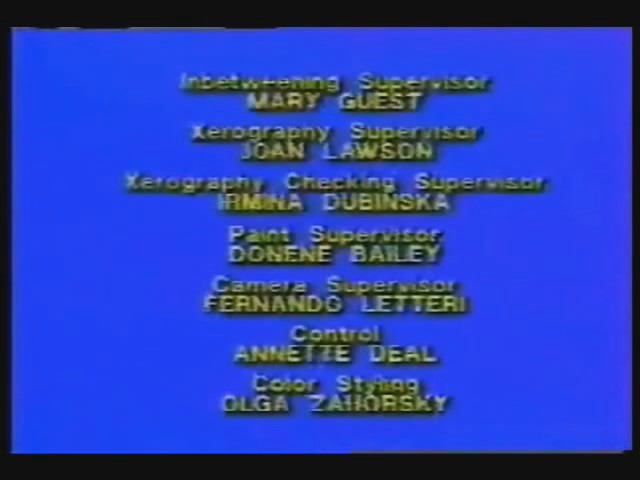 Inbetweening Supervisor
MARY GUEST
Xerography Supervisor
JOAN LAWSON
Xerography Checking Supervisor
IRMINA DUBINSKA
Paint Supervisor
DONENE BAILEY
Camera Supervisor
FERNANDO LETTERI
Control
ANNETTE DEAL
Color Styling
OLGA ZAHORSKY